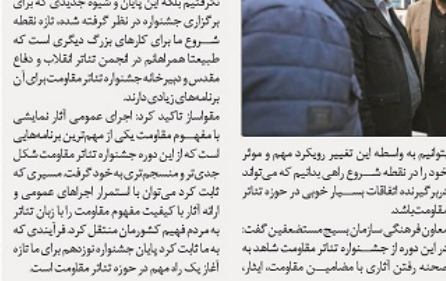 نگرفتیم بلکه این پایان و شیوه جدیدی که برای
برگزاری جشنواره در نظر گرفته شده، تازه نقطه
شروع ما برای کارهای بزرگ دیگری است که
طبیعتا همراهانم در انجمن تئاتر انقلاب و دفاع
مقدس و دبیرخانه جشنواره تئاتر مقاومت برای آن
برنامه‌های زیادی دارند.
مقواساز تاکید کرد: اجرای عمومی آثار نمایشی
با مفهوم مقاومت یکی از مهم‌ترین برنامه‌هایی
است که از این دوره جشنواره تئاتر مقاومت شکل
جدی‌تر و منسجم‌تری به خود گرفت. مسیری که
ثابت کرد می‌توان با استمرار اجراهای عمومی و
ارائه آثار با کیفیت مفهوم مقاومت را با زبان تئاتر
به مردم فهیم کشورمان منتقل کرد. فرآیندی که
به ما ثابت کرد پایان جشنواره نوزدهم برای ما تازه
آغاز یک راه مهم در حوزه تئاتر مقاومت است.
بتوانیم به واسطه این تغییر رویکرد مهم و موثر
خود را در نقطه شروع راهی بدانیم که می‌تواند
دربرگیرنده اتفاقات بسیار خوبی در حوزه تئاتر
مقاومت باشد.
معاون فرهنگی سازمان بسیج مستضعفین گفت:
در این دوره از جشنواره تئاتر مقاومت شاهد به
صحنه رفتن آثاری با مضامین مقاومت، ایثار،